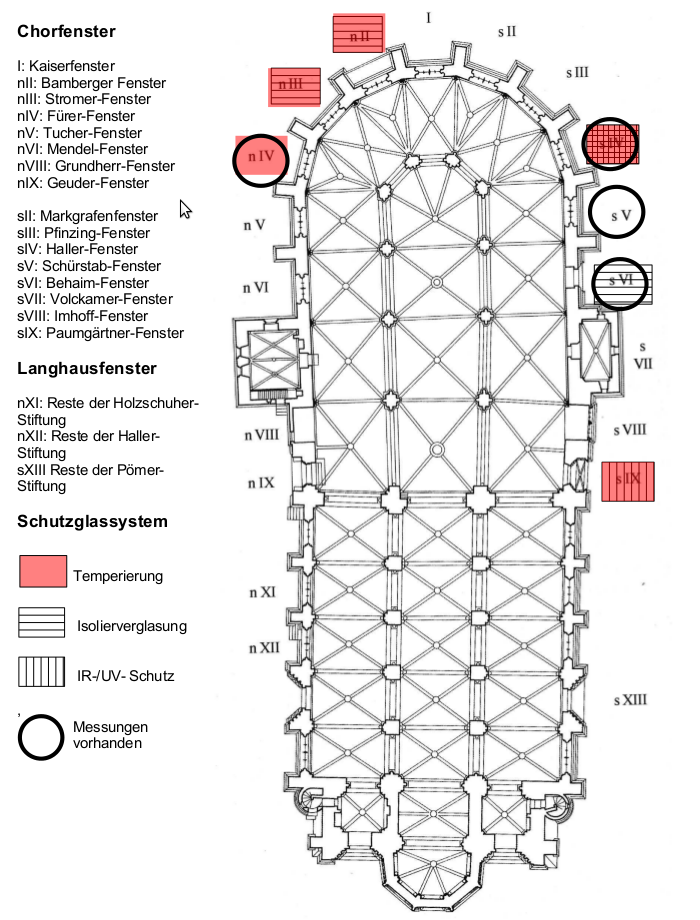 Chorfenster
I: Kaiserfenster
nII: Bamberger Fenster
nIII: Stromer-Fenster
nIV: Fürer-Fenster
nV: Tucher-Fenster
nVI: Mendel-Fenster
nVIII: Grundherr-Fenster
nIX: Geuder-Fenster
sII: Markgrafenfenster
sIII: Pfinzing-Fenster
sIV: Haller-Fenster
sV: Schürstab-Fenster
sVI: Behaim-Fenster
sVII: Volckamer-Fenster
sVIII: Imhoff-Fenster
sIX: Paumgärtner-Fenster
Langhausfenster
nXI: Reste der Holzschuher-
Stiftung
nXII: Reste der Haller-
Stiftung
sXIII Reste der Pömer-
Stiftung
Schutzglassystem
Temperierung
Isolierverglasung
IR-/UV- Schutz
,
Messungen
vorhanden
I
n II
s II
n III
s III
n IV
s IV
n V
s V
n VI
s VI
s
VII
n VIII
s VIII
n IX
s IX
n XI
n XII
s XIII